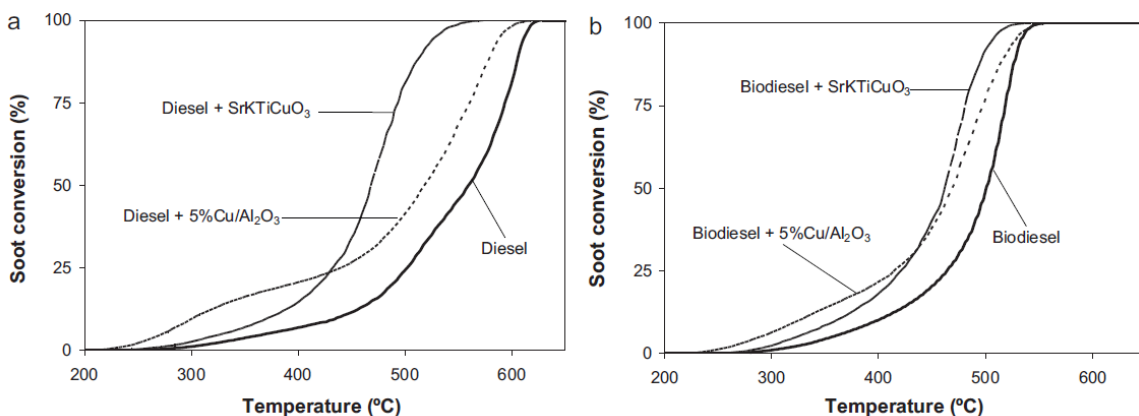 a
Soot conversion (%)
100
75
50
25
0
Diesel + SrKTiCuO₃
Diesel + 5%Cu/Al₂O₃
Diesel
200 300 400 500 600
Temperature (ºC)
b
Soot conversion (%)
100
75
50
25
0
Biodiesel + SrKTiCuO₃
Biodiesel + 5%Cu/Al₂O₃
Biodiesel
200 300 400 500 600
Temperature (ºC)